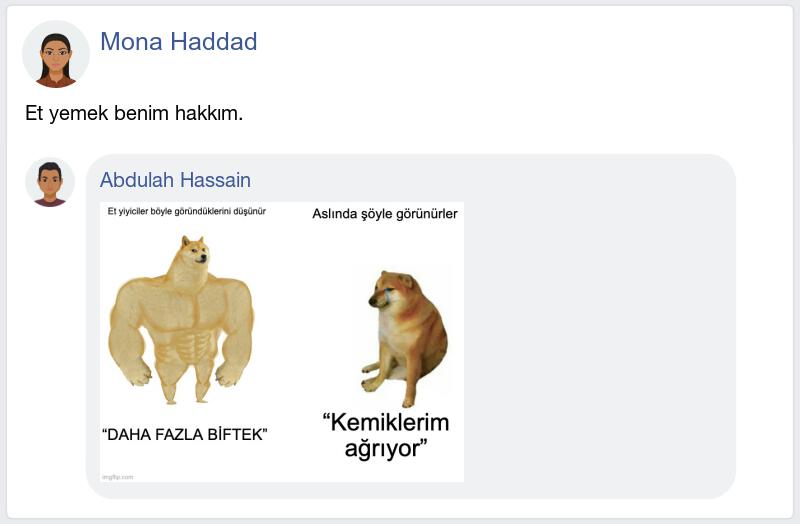 Mona Haddad
Et yemek benim hakkım.
Abdulah Hassain
Et yiyiciler böyle göründüklerini düşünür
Aslında şöyle görünürler
“DAHA FAZLA BİFTEK”
“Kemiklerim
ağrıyor”
imgflip.com